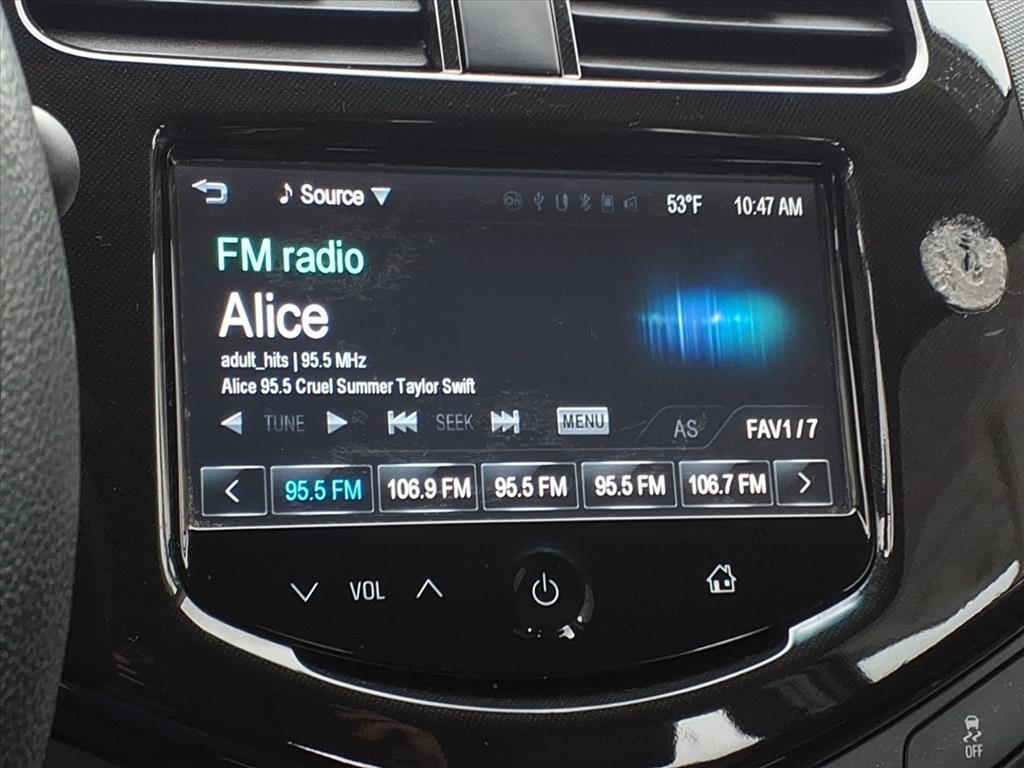 Source 53°F 10:47 AM
FM radio
Alice
adult_hits | 95.5 MHz
Alice 95.5 Cruel Summer Taylor Swift
TUNE SEEK MENU AS FAV1 / 7
95.5 FM 106.9 FM 95.5 FM 95.5 FM 106.7 FM
VOL
OFF